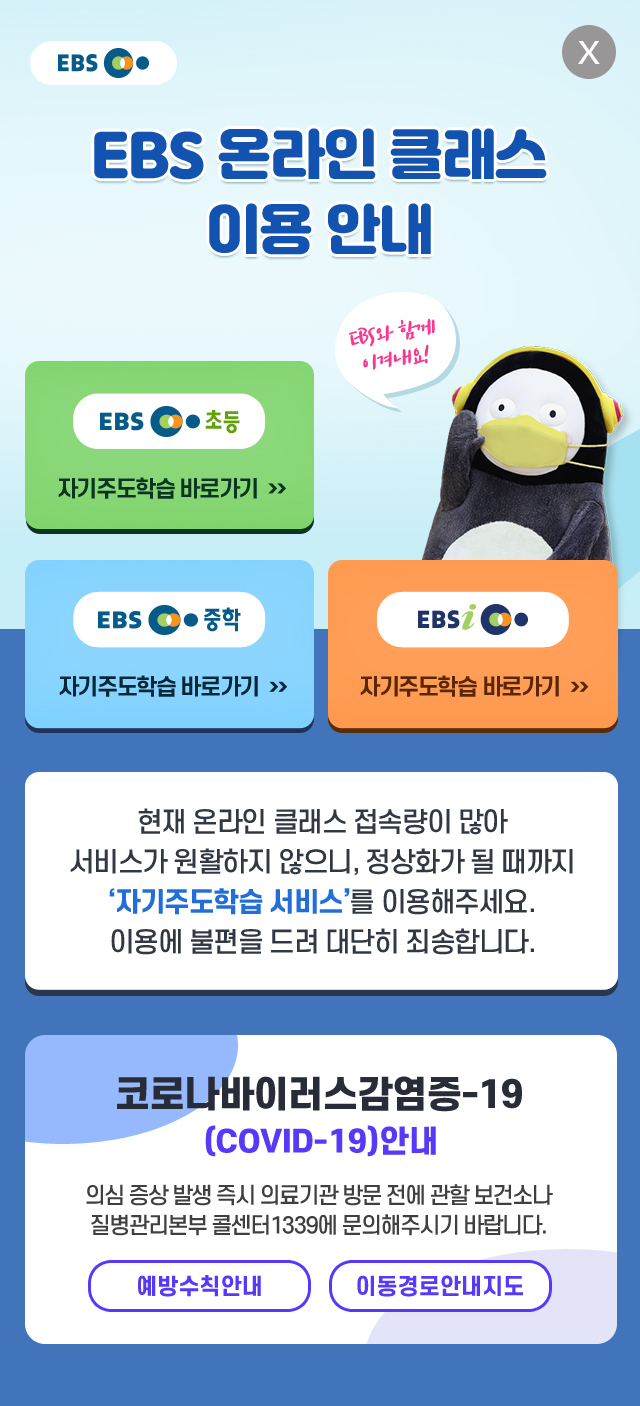 EBS
X
EBS 온라인 클래스
이용 안내
EBS와 함께
이겨내요!
EBS 초등
자기주도학습 바로가기 >>
EBS 중학
자기주도학습 바로가기 >>
EBSi
자기주도학습 바로가기 >>
현재 온라인 클래스 접속량이 많아
서비스가 원활하지 않으니, 정상화가 될 때까지
‘자기주도학습 서비스’를 이용해주세요.
이용에 불편을 드려 대단히 죄송합니다.
코로나바이러스감염증-19
(COVID-19)안내
의심 증상 발생 즉시 의료기관 방문 전에 관할 보건소나
질병관리본부 콜센터1339에 문의해주시기 바랍니다.
예방수칙안내
이동경로안내지도